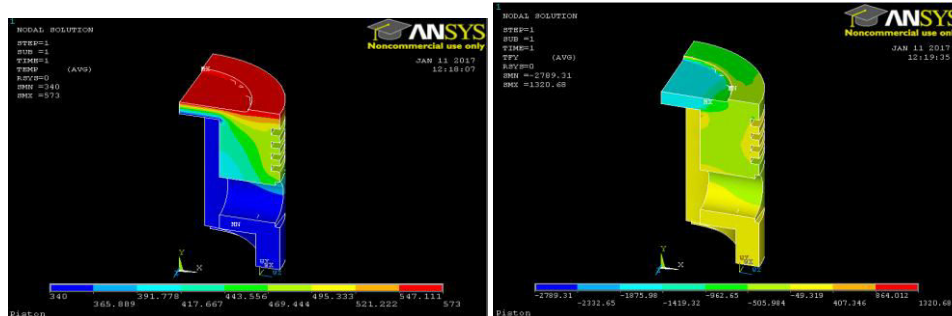 1
NODAL SOLUTION
STEP=1
SUB =1
TIME=1
TEMP (AVG)
RSYS=0
SMN =340
SMX =573
ANSYS
Noncommercial use only
JAN 11 2017
12:18:07
MX
MN
Y
Z
X
340 365.889 391.778 417.667 443.556 469.444 495.333 521.222 547.111 573
Piston
1
NODAL SOLUTION
STEP=1
SUB =1
TIME=1
TFY (AVG)
RSYS=0
SMN =-2789.31
SMX =1320.68
ANSYS
Noncommercial use only
JAN 11 2017
12:19:35
MN
MX
Y
Z
X
-2789.31 -2332.65 -1875.98 -1419.32 -962.65 -505.984 -49.319 407.346 864.012 1320.68
Piston